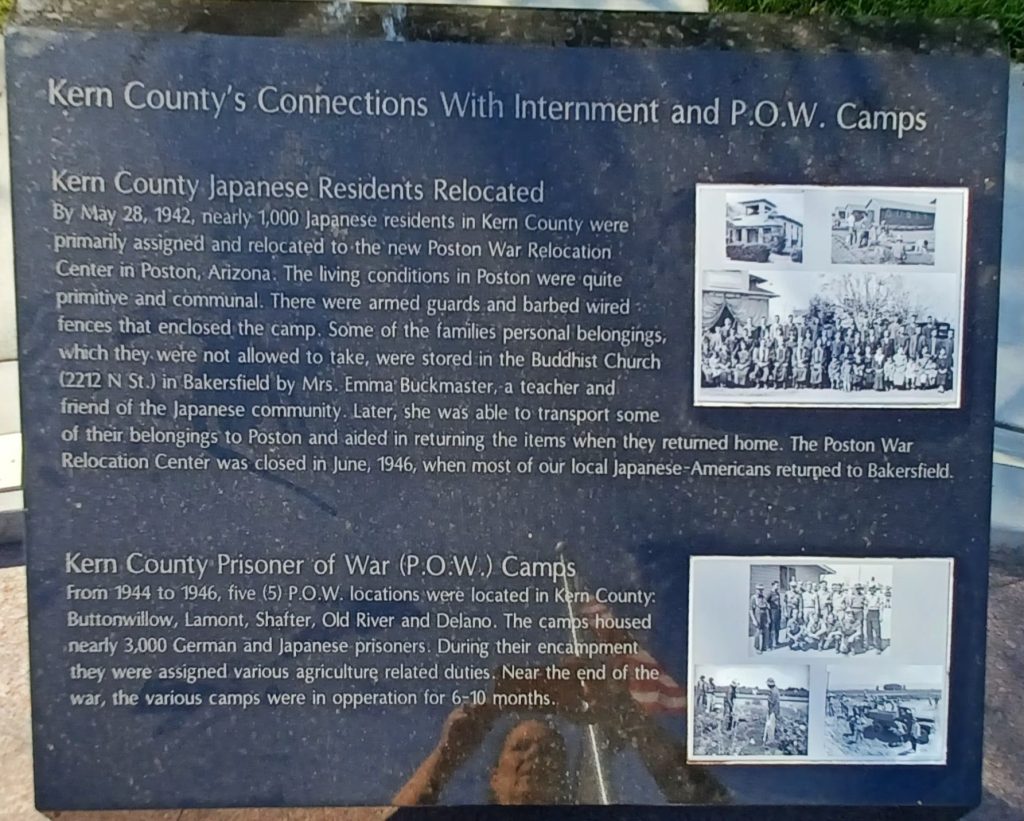 Kern County's Connections With Internment and P.O.W. Camps
Kern County Japanese Residents Relocated
By May 28, 1942, nearly 1,000 Japanese residents in Kern County were
primarily assigned and relocated to the new Poston War Relocation
Center in Poston, Arizona. The living conditions in Poston were quite
primitive and communal. There were armed guards and barbed wired
fences that enclosed the camp. Some of the families personal belongings,
which they were not allowed to take, were stored in the Buddhist Church
(2212 N St.) in Bakersfield by Mrs. Emma Buckmaster, a teacher and
friend of the Japanese community. Later, she was able to transport some
of their belongings to Poston and aided in returning the items when they returned home. The Poston War
Relocation Center was closed in June, 1946, when most of our local Japanese-Americans returned to Bakersfield.
Kern County Prisoner of War (P.O.W.) Camps
From 1944 to 1946, five (5) P.O.W. locations were located in Kern County:
Buttonwillow, Lamont, Shafter, Old River and Delano. The camps housed
nearly 3,000 German and Japanese prisoners. During their encampment
they were assigned various agriculture related duties. Near the end of the
war, the various camps were in opperation for 6-10 months.